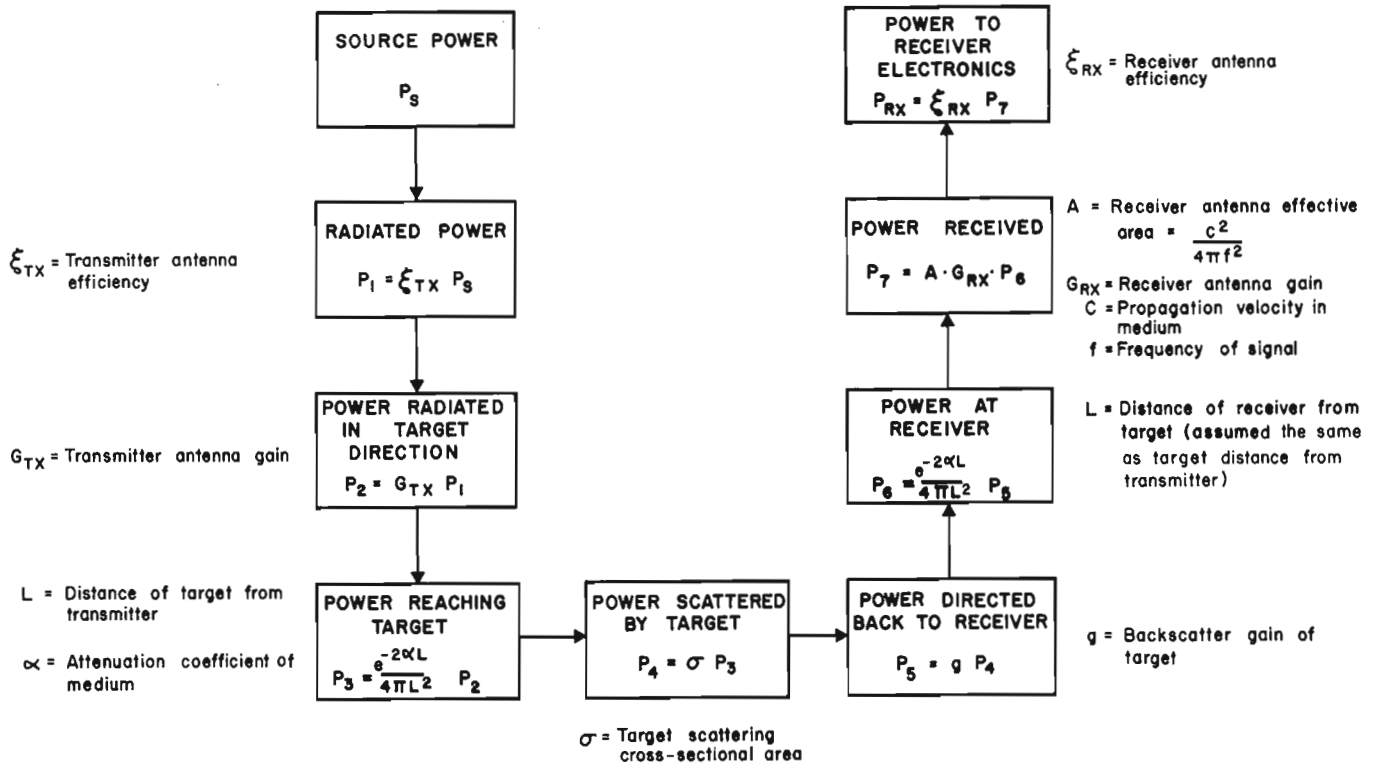 SOURCE POWER
P_S
ξ_TX = Transmitter antenna
efficiency
RADIATED POWER
P_1 = ξ_TX P_S
G_TX = Transmitter antenna gain
POWER RADIATED
IN TARGET
DIRECTION
P_2 = G_TX P_1
L = Distance of target from
transmitter
α = Attenuation coefficient of
medium
POWER REACHING
TARGET
P_3 = e^{-2αL} / 4πL^2 P_2
POWER SCATTERED
BY TARGET
P_4 = σ P_3
σ = Target scattering
cross-sectional area
POWER DIRECTED
BACK TO RECEIVER
P_5 = g P_4
g = Backscatter gain of
target
POWER AT
RECEIVER
P_6 = e^{-2αL} / 4πL^2 P_5
L = Distance of receiver from
target (assumed the same
as target distance from
transmitter)
POWER RECEIVED
P_7 = A · G_RX · P_6
A = Receiver antenna effective
area = c^2 / 4πf^2
G_RX = Receiver antenna gain
C = Propagation velocity in
medium
f = Frequency of signal
POWER TO
RECEIVER
ELECTRONICS
P_RX = ξ_RX P_7
ξ_RX = Receiver antenna
efficiency